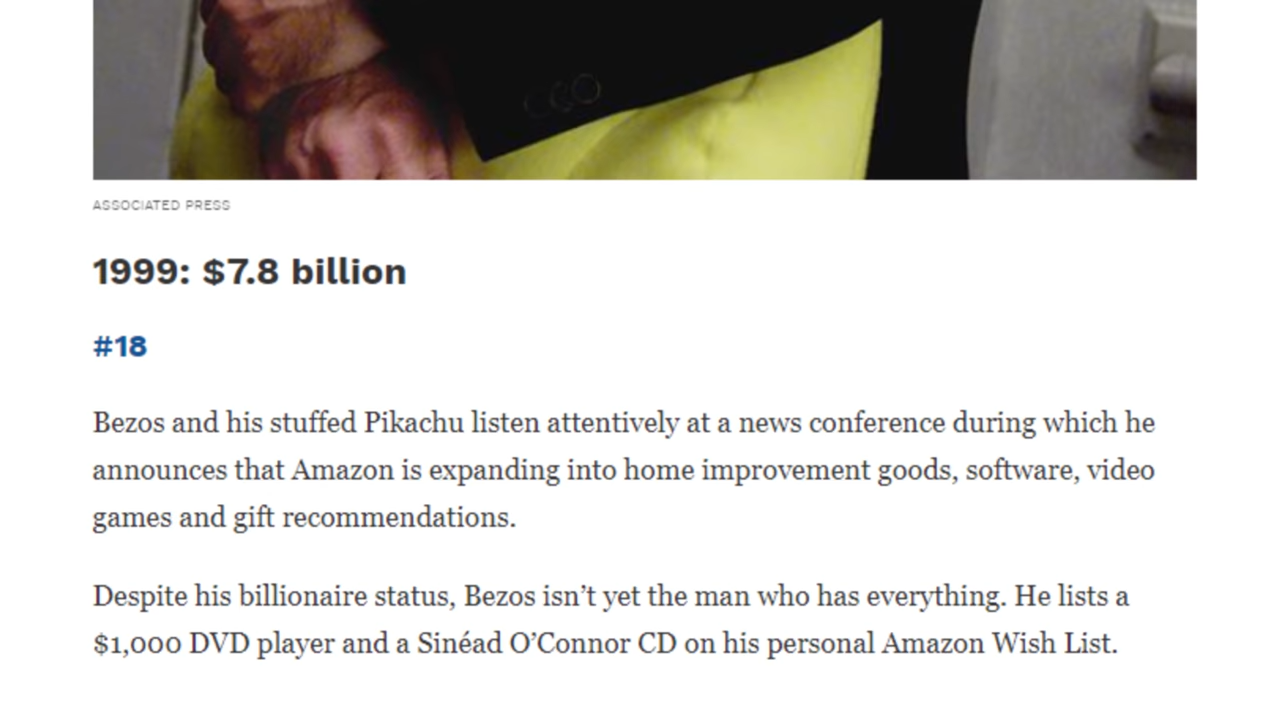 ASSOCIATED PRESS
1999: $7.8 billion
#18
Bezos and his stuffed Pikachu listen attentively at a news conference during which he
announces that Amazon is expanding into home improvement goods, software, video
games and gift recommendations.
Despite his billionaire status, Bezos isn’t yet the man who has everything. He lists a
$1,000 DVD player and a Sinéad O’Connor CD on his personal Amazon Wish List.